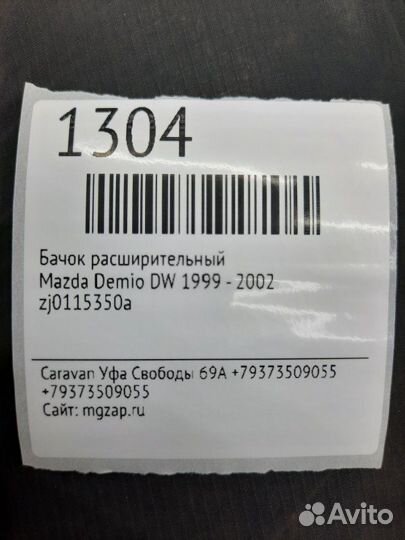 1304
Бачок расширительный
Mazda Demio DW 1999 - 2002
zj0115350a
Caravan Уфа Свободы 69А +79373509055
+79373509055
Сайт: mgzap.ru
Avito